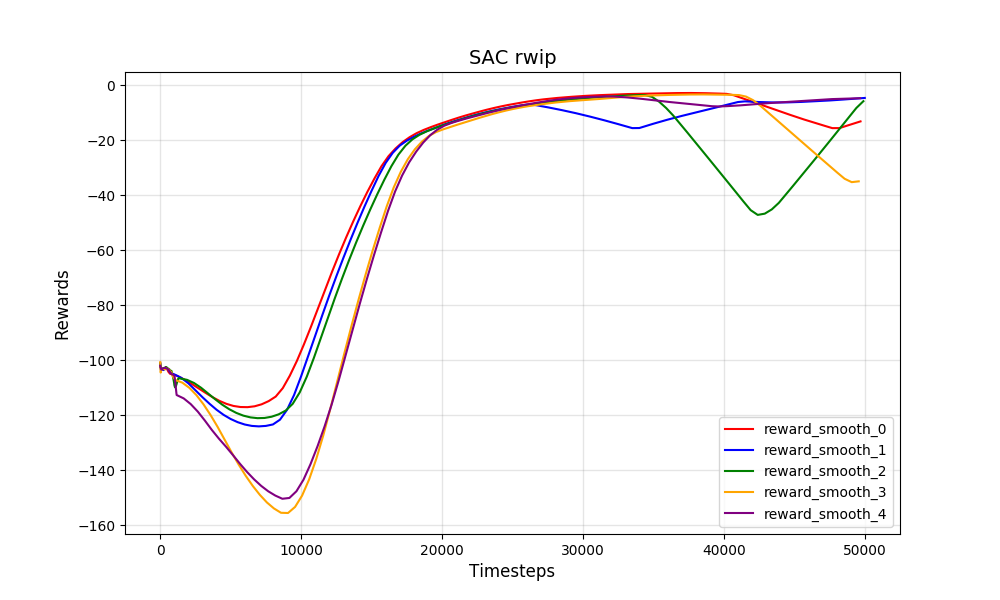 SAC rwip
0
−20
−40
−60
−80
−100
−120
−140
−160
Rewards
reward_smooth_0
reward_smooth_1
reward_smooth_2
reward_smooth_3
reward_smooth_4
0 10000 20000 30000 40000 50000
Timesteps